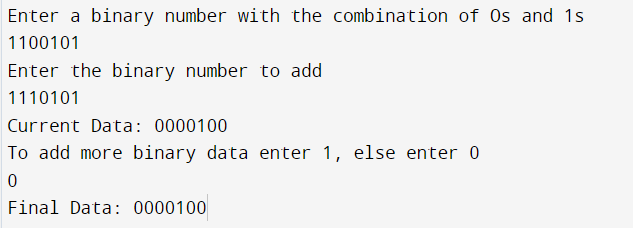 Enter a binary number with the combination of 0s and 1s
1100101
Enter the binary number to add
1110101
Current Data: 0000100
To add more binary data enter 1, else enter 0
0
Final Data: 0000100